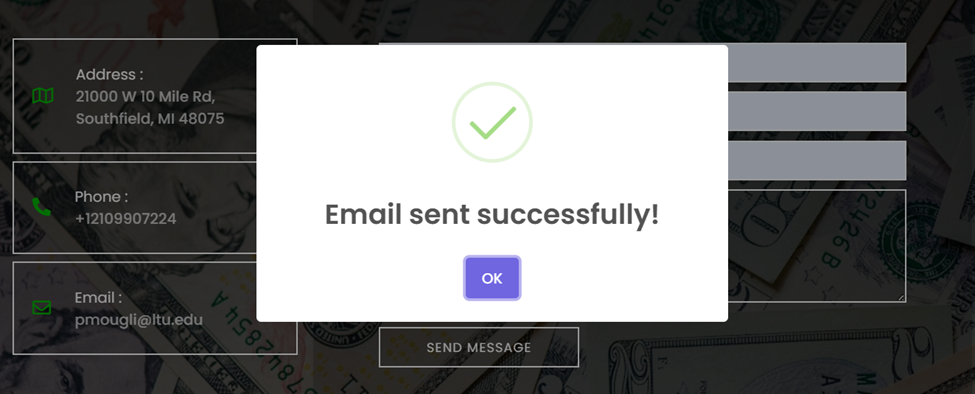 Address :
21000 W 10 Mile Rd,
Southfield, MI 48075
Phone :
+12109907224
Email :
pmougli@ltu.edu
Email sent successfully!
OK
SEND MESSAGE